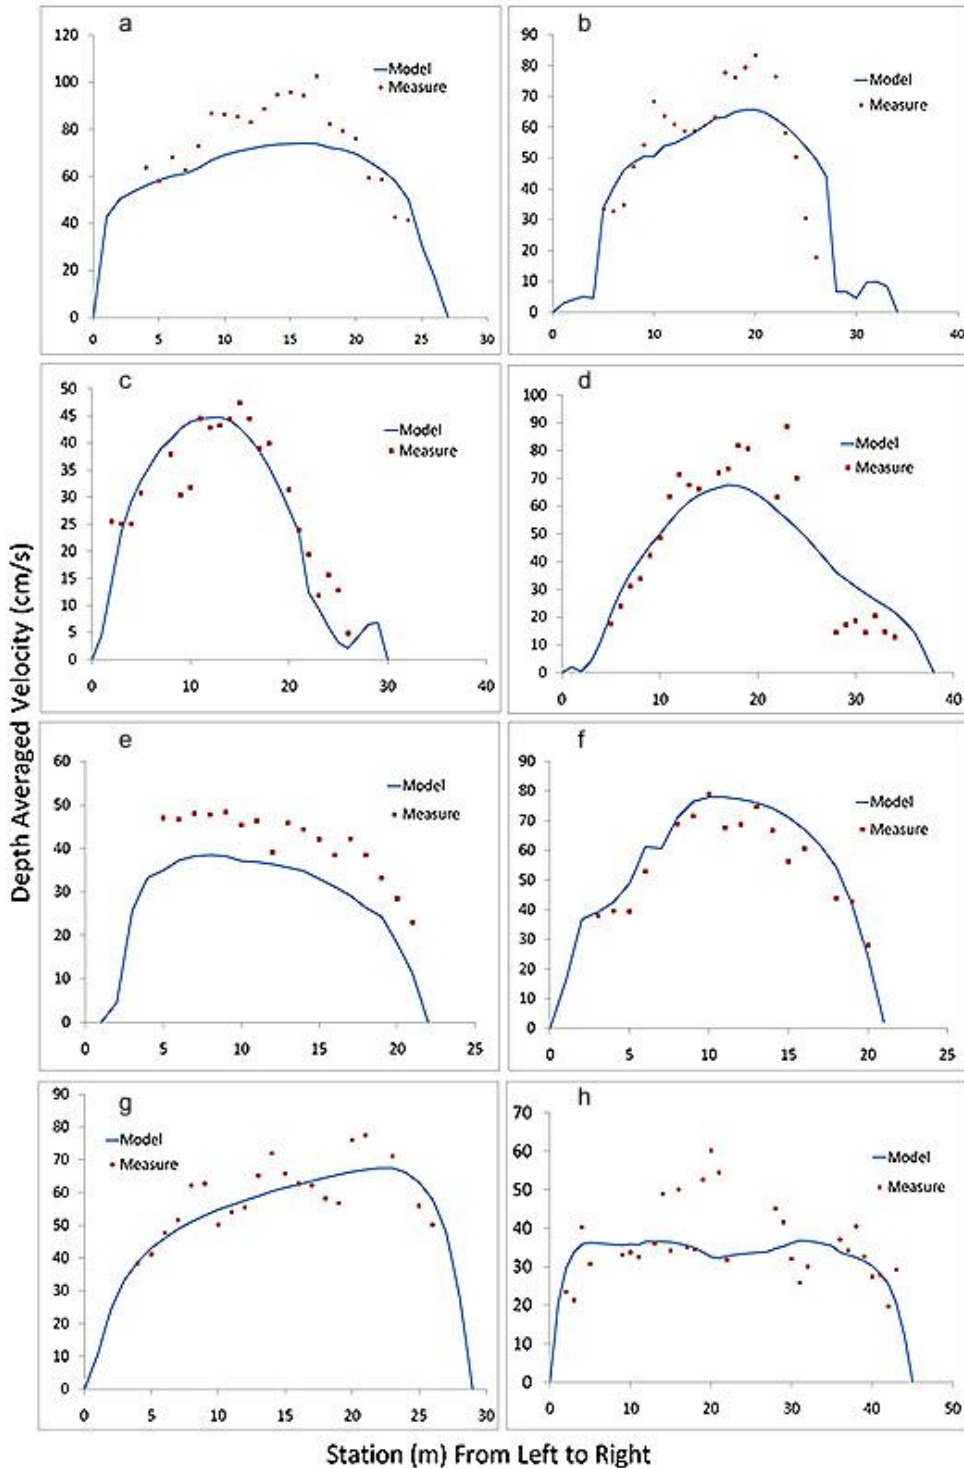 a
120
100
80
60
40
20
0
0 5 10 15 20 25 30
Model
Measure
b
90
80
70
60
50
40
30
20
10
0
0 10 20 30 40
Model
Measure
c
50
45
40
35
30
25
20
15
10
5
0
0 10 20 30 40
Model
Measure
d
100
90
80
70
60
50
40
30
20
10
0
0 10 20 30 40
Model
Measure
Depth Averaged Velocity (cm/s)
e
60
50
40
30
20
10
0
0 5 10 15 20 25
Model
Measure
f
90
80
70
60
50
40
30
20
10
0
0 5 10 15 20 25
Model
Measure
g
90
80
70
60
50
40
30
20
10
0
0 5 10 15 20 25 30
Model
Measure
h
70
60
50
40
30
20
10
0
0 10 20 30 40 50
Model
Measure
Station (m) From Left to Right